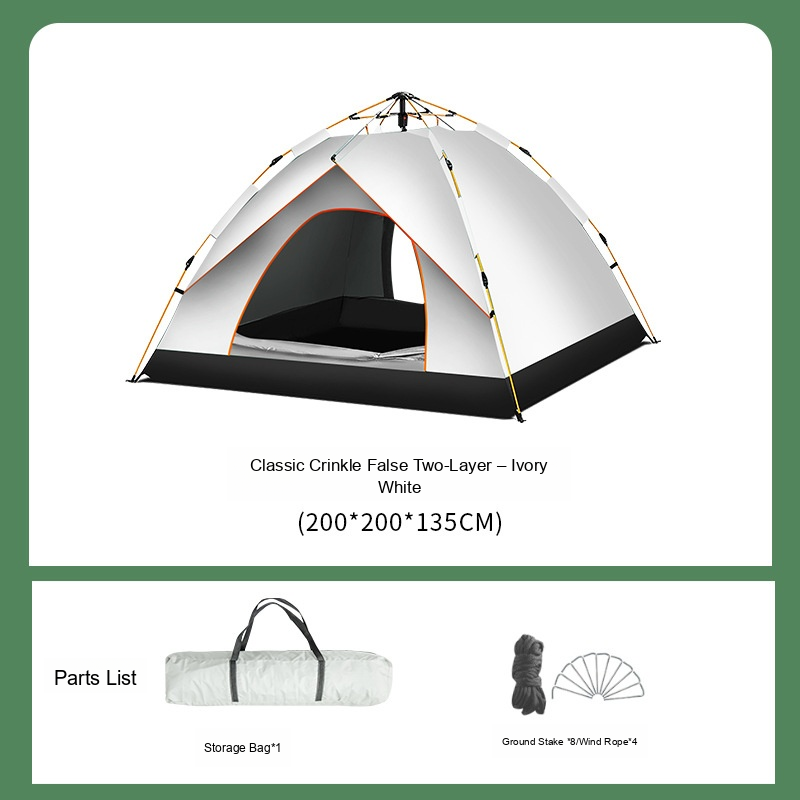 Classic Crinkle False Two-Layer – Ivory
White
(200*200*135CM)
Parts List
Storage Bag*1
Ground Stake *8/Wind Rope*4